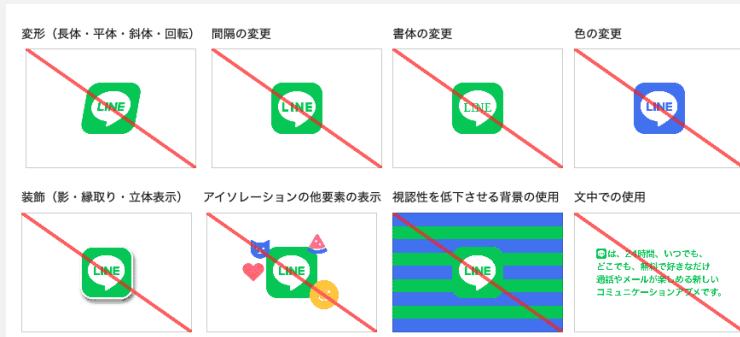 変形（長体・平体・斜体・回転）
間隔の変更
書体の変更
色の変更
LINE
LINE
LINE
LINE
装飾（影・縁取り・立体表示）
アイソレーションの他要素の表示
視認性を低下させる背景の使用
文中での使用
LINE
LINE
LINE
は、24時間、いつでも、
どこでも、無料で好きなだけ
通話やメールが楽しめる新しい
コミュニケーションアプメです。